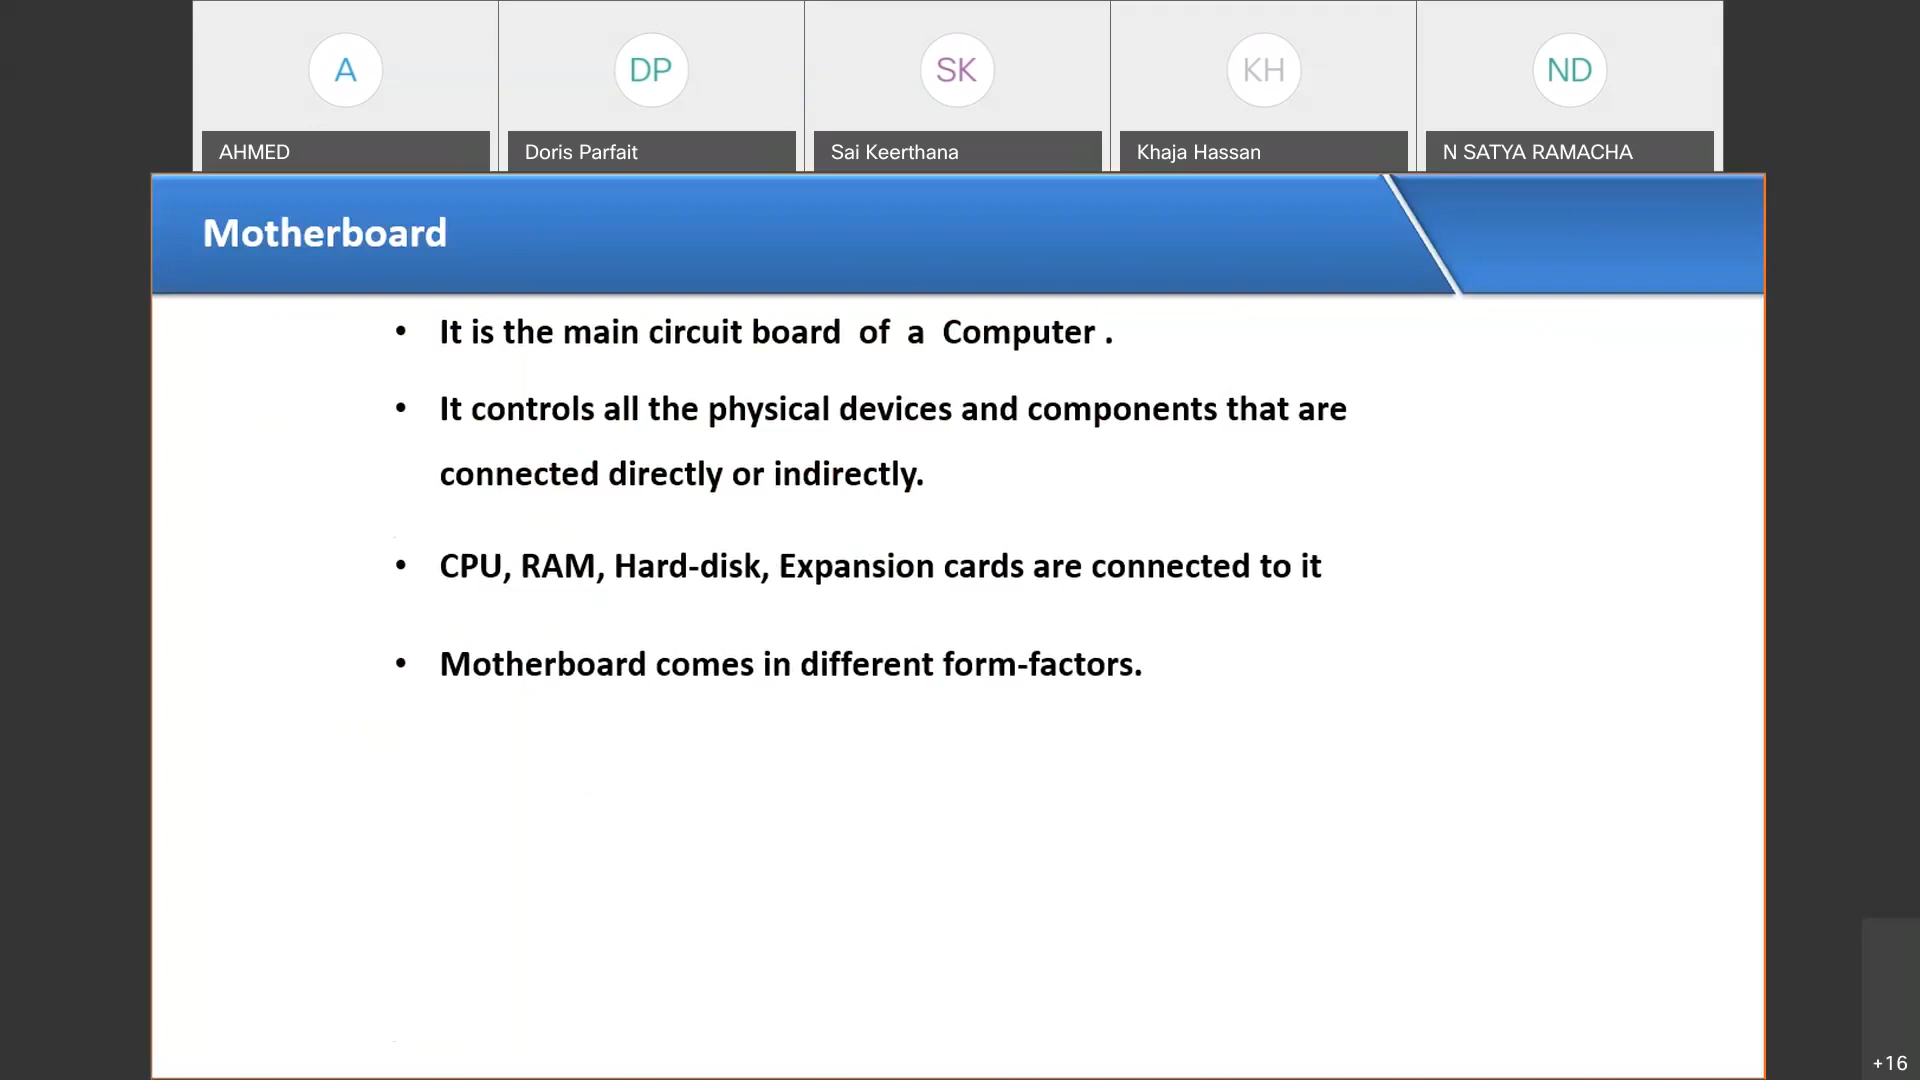 A
DP
SK
KH
ND
AHMED
Doris Parfait
Sai Keerthana
Khaja Hassan
N SATYA RAMACHA
Motherboard
• It is the main circuit board of a Computer .
• It controls all the physical devices and components that are
connected directly or indirectly.
• CPU, RAM, Hard-disk, Expansion cards are connected to it
• Motherboard comes in different form-factors.
+16